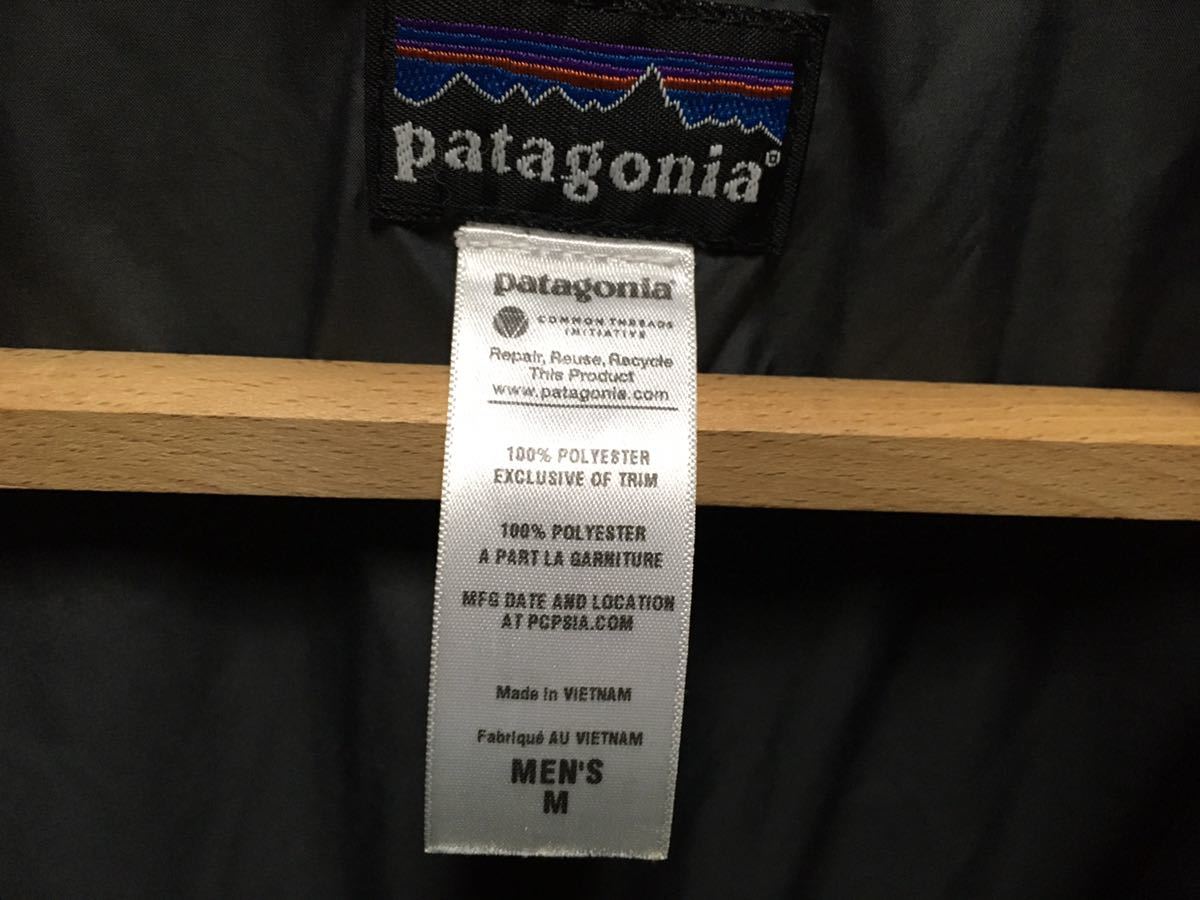 patagonia®
patagonia®
COMMON THREADS
INITIATIVE
Repair, Reuse, Recycle
This Product
www.patagonia.com
100% POLYESTER
EXCLUSIVE OF TRIM
100% POLYESTER
A PART LA GARNITURE
MFG DATE AND LOCATION
AT PCPSIA.COM
Made in VIETNAM
Fabriqué AU VIETNAM
MEN'S
M